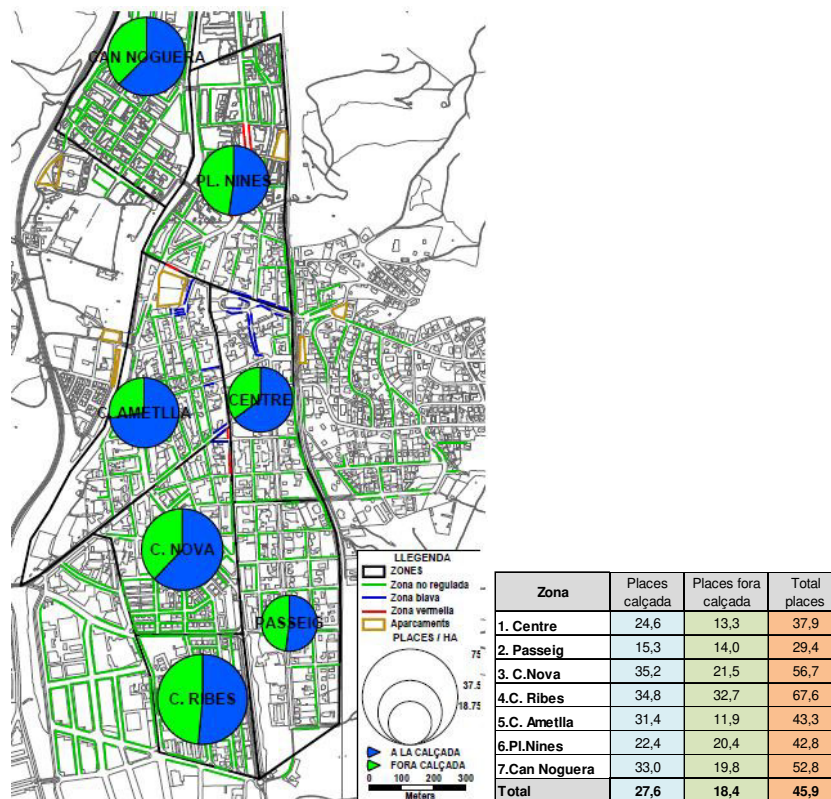 CAN NOGUERA
PL. NINES
C. AMETLLA
CENTRE
C. NOVA
PASSEIG
C. RIBES
LLEGENDA
ZONES
Zona no regulada
Zona blava
Zona vermella
Aparcaments
PLACES / HA
75
37.5
18.75
A LA CALÇADA
FORA CALÇADA
0 100 200 300
Meters
Zona Places calçada Places fora calçada Total places
1. Centre 24,6 13,3 37,9
2. Passeig 15,3 14,0 29,4
3. C.Nova 35,2 21,5 56,7
4.C. Ribes 34,8 32,7 67,6
5.C. Ametlla 31,4 11,9 43,3
6.Pl.Nines 22,4 20,4 42,8
7.Can Noguera 33,0 19,8 52,8
Total 27,6 18,4 45,9